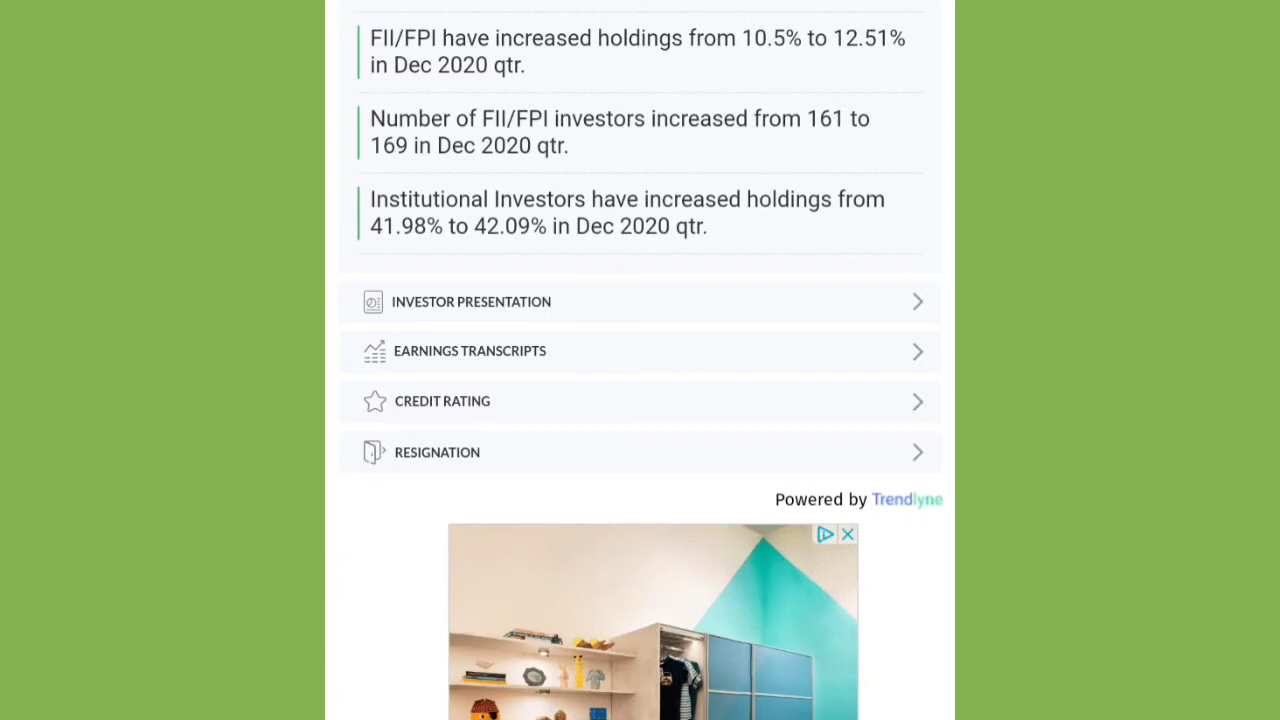 FII/FPI have increased holdings from 10.5% to 12.51%
in Dec 2020 qtr.
Number of FII/FPI investors increased from 161 to
169 in Dec 2020 qtr.
Institutional Investors have increased holdings from
41.98% to 42.09% in Dec 2020 qtr.
INVESTOR PRESENTATION
EARNINGS TRANSCRIPTS
CREDIT RATING
RESIGNATION
Powered by Trendlyne